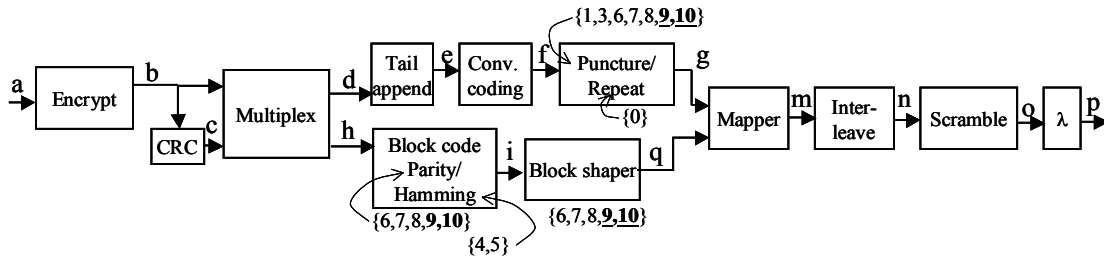 {1,3,6,7,8,9,10}
a
Encrypt
b
CRC
c
Multiplex
d
Tail
append
e
Conv.
coding
f
Puncture/
Repeat
{0}
g
h
Block code
Parity/
Hamming
{6,7,8,9,10}
{4,5}
i
Block shaper
{6,7,8,9,10}
q
Mapper
m
Inter-
leave
n
Scramble
o
λ
p